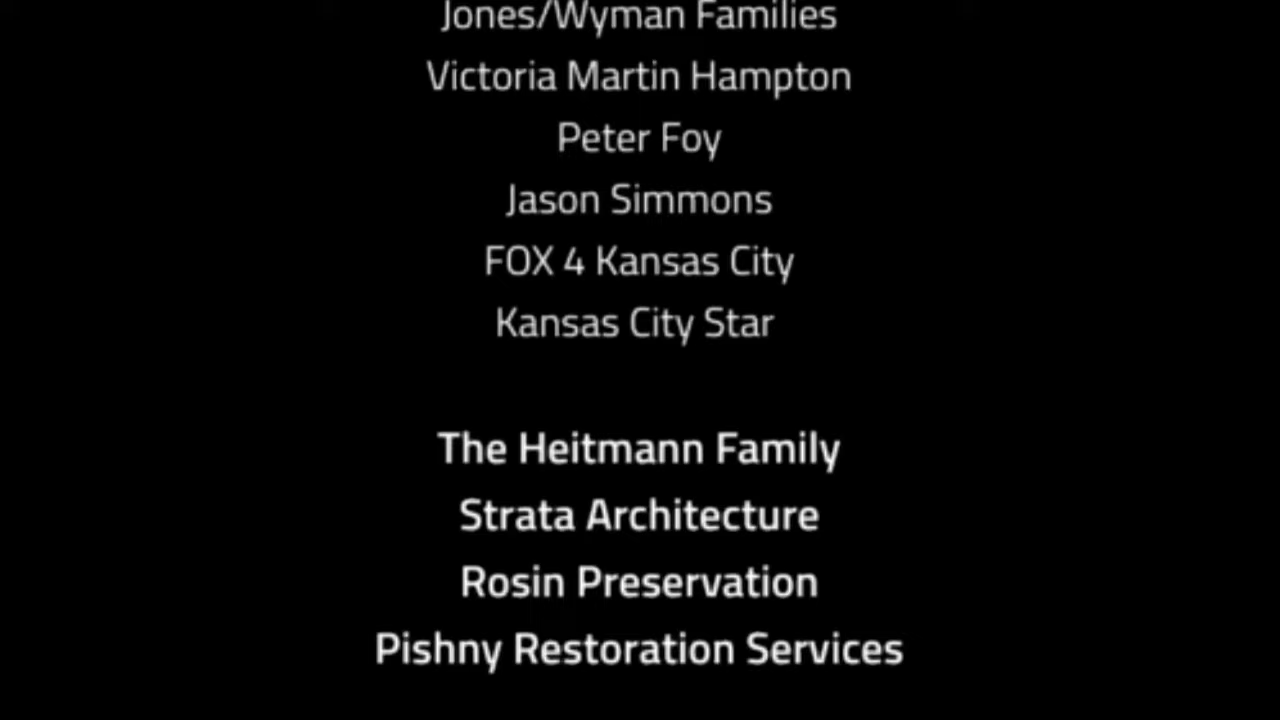 Jones/Wyman Families
Victoria Martin Hampton
Peter Foy
Jason Simmons
FOX 4 Kansas City
Kansas City Star
The Heitmann Family
Strata Architecture
Rosin Preservation
Pishny Restoration Services